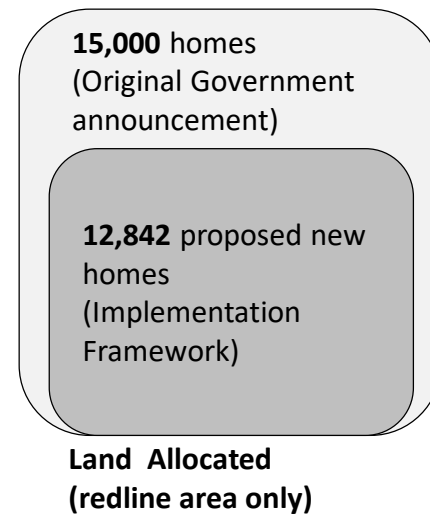 15,000 homes
(Original Government
announcement)
12,842 proposed new
homes
(Implementation
Framework)
Land Allocated
(redline area only)